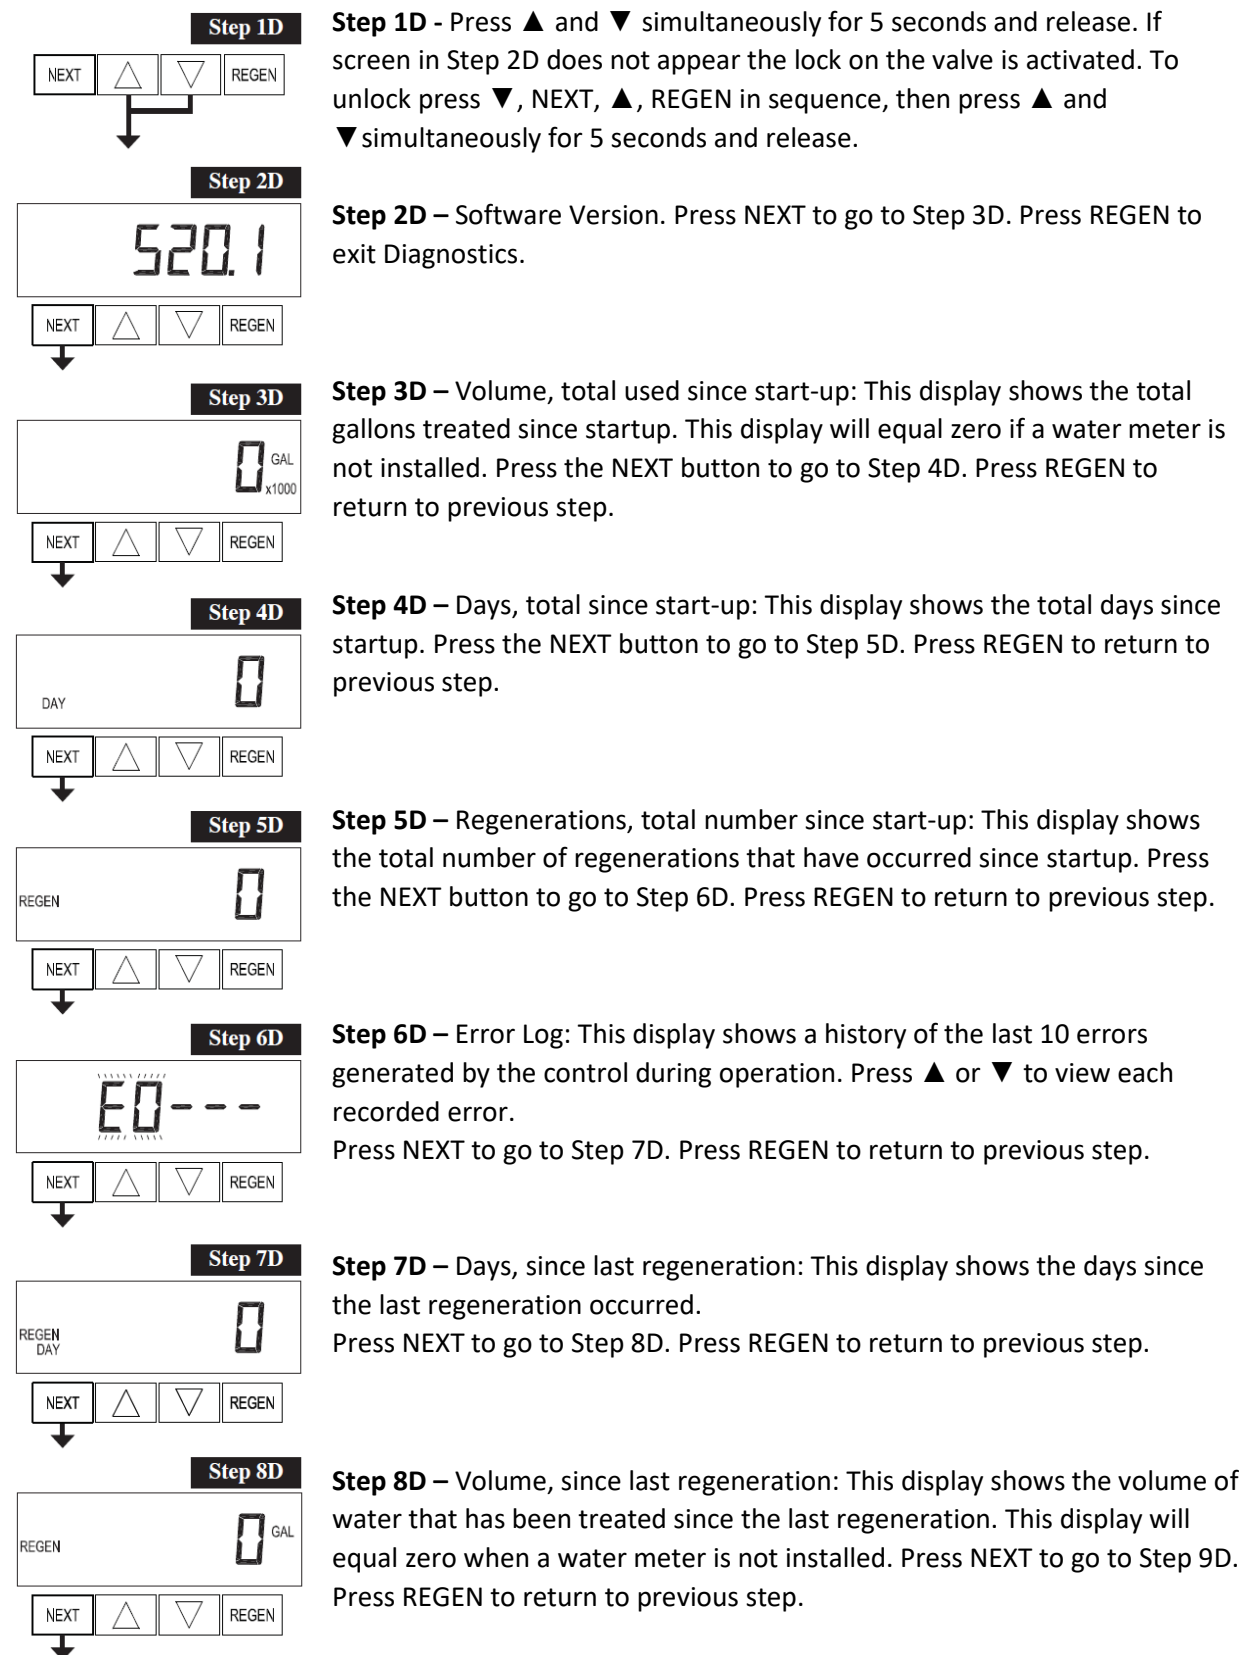 Step 1D
NEXT △ ▽ REGEN
Step 1D - Press ▲ and ▼ simultaneously for 5 seconds and release. If
screen in Step 2D does not appear the lock on the valve is activated. To
unlock press ▼, NEXT, ▲, REGEN in sequence, then press ▲ and
▼simultaneously for 5 seconds and release.
Step 2D
520.1
NEXT △ ▽ REGEN
Step 2D – Software Version. Press NEXT to go to Step 3D. Press REGEN to
exit Diagnostics.
Step 3D
0 GAL
x1000
NEXT △ ▽ REGEN
Step 3D – Volume, total used since start-up: This display shows the total
gallons treated since startup. This display will equal zero if a water meter is
not installed. Press the NEXT button to go to Step 4D. Press REGEN to
return to previous step.
Step 4D
0
DAY
NEXT △ ▽ REGEN
Step 4D – Days, total since start-up: This display shows the total days since
startup. Press the NEXT button to go to Step 5D. Press REGEN to return to
previous step.
Step 5D
REGEN 0
NEXT △ ▽ REGEN
Step 5D – Regenerations, total number since start-up: This display shows
the total number of regenerations that have occurred since startup. Press
the NEXT button to go to Step 6D. Press REGEN to return to previous step.
Step 6D
E0---
NEXT △ ▽ REGEN
Step 6D – Error Log: This display shows a history of the last 10 errors
generated by the control during operation. Press ▲ or ▼ to view each
recorded error.
Press NEXT to go to Step 7D. Press REGEN to return to previous step.
Step 7D
REGEN 0
DAY
NEXT △ ▽ REGEN
Step 7D – Days, since last regeneration: This display shows the days since
the last regeneration occurred.
Press NEXT to go to Step 8D. Press REGEN to return to previous step.
Step 8D
REGEN 0 GAL
NEXT △ ▽ REGEN
Step 8D – Volume, since last regeneration: This display shows the volume of
water that has been treated since the last regeneration. This display will
equal zero when a water meter is not installed. Press NEXT to go to Step 9D.
Press REGEN to return to previous step.